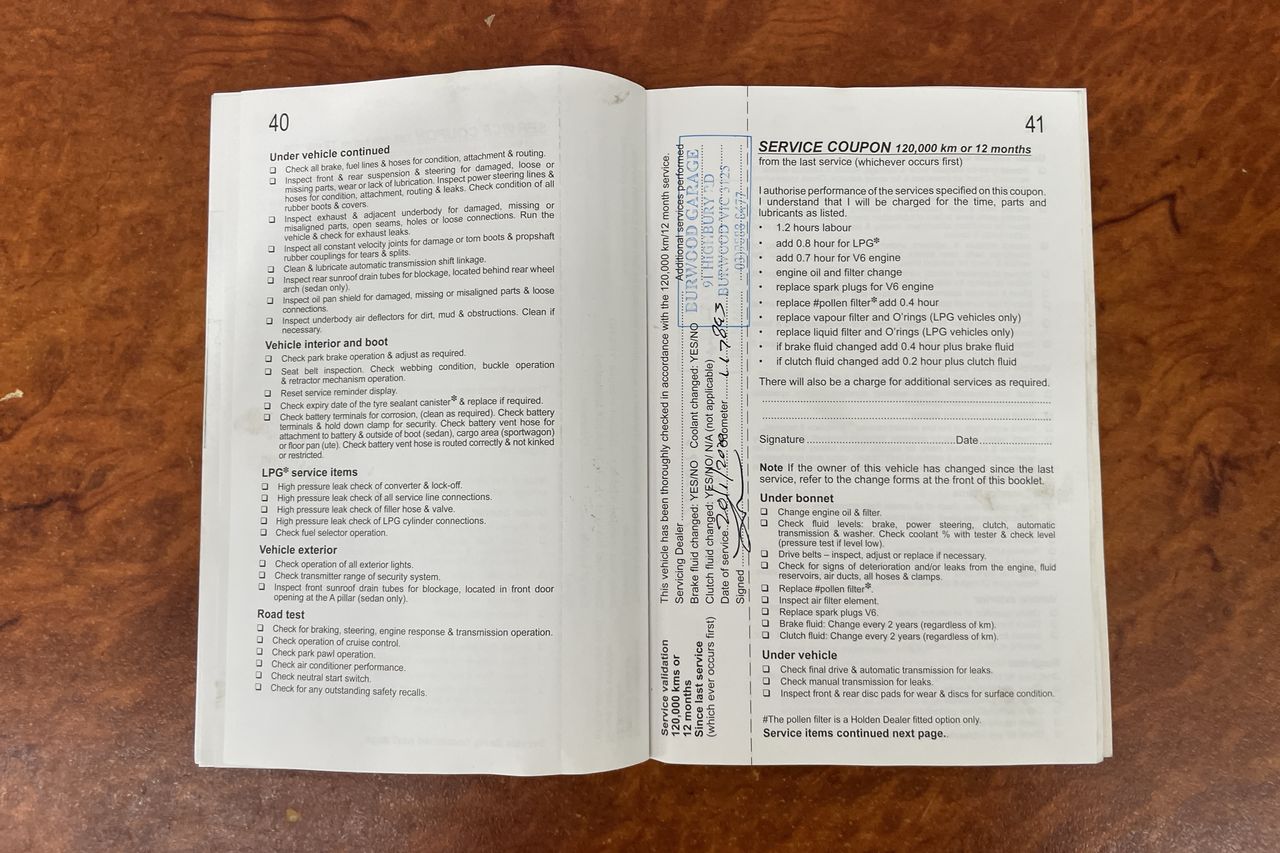 40
Under vehicle continued
❑ Check all brake, fuel lines & hoses for condition, attachment & routing.
❑ Inspect front & rear suspension & steering for damaged, loose or
missing parts, wear or lack of lubrication. Inspect power steering lines &
hoses for condition, attachment, routing & leaks. Check condition of all
rubber boots & covers.
❑ Inspect exhaust & adjacent underbody for damaged, missing or
misaligned parts, open seams, holes or loose connections. Run the
vehicle & check for exhaust leaks.
❑ Inspect all constant velocity joints for damage or torn boots & propshaft
rubber couplings for tears & splits.
❑ Clean & lubricate automatic transmission shift linkage.
❑ Inspect rear sunroof drain tubes for blockage, located behind rear wheel
arch (sedan only).
❑ Inspect oil pan shield for damaged, missing or misaligned parts & loose
connections.
❑ Inspect underbody air deflectors for dirt, mud & obstructions. Clean if
necessary.
Vehicle interior and boot
❑ Check park brake operation & adjust as required.
❑ Seat belt inspection. Check webbing condition, buckle operation
& retractor mechanism operation.
❑ Reset service reminder display.
❑ Check expiry date of the tyre sealant canister* & replace if required.
❑ Check battery terminals for corrosion, (clean as required). Check battery
terminals & hold down clamp for security. Check battery vent hose for
attachment to battery & outside of boot (sedan), cargo area (sportwagon)
or floor pan (ute). Check battery vent hose is routed correctly & not kinked
or restricted.
LPG* service items
❑ High pressure leak check of converter & lock-off.
❑ High pressure leak check of all service line connections.
❑ High pressure leak check of filler hose & valve.
❑ High pressure leak check of LPG cylinder connections.
❑ Check fuel selector operation.
Vehicle exterior
❑ Check operation of all exterior lights.
❑ Check transmitter range of security system.
❑ Inspect front sunroof drain tubes for blockage, located in front door
opening at the A pillar (sedan only).
Road test
❑ Check for braking, steering, engine response & transmission operation.
❑ Check operation of cruise control.
❑ Check park pawl operation.
❑ Check air conditioner performance.
❑ Check neutral start switch.
❑ Check for any outstanding safety recalls.
Service validation
120,000 kms or
12 months
Since last service
(which ever occurs first)
This vehicle has been thoroughly checked in accordance with the 120,000 km/12 month service.
Servicing Dealer
Additional services performed
Brake fluid changed: YES/NO Coolant changed: YES/NO
Clutch fluid changed: YES/NO/ N/A (not applicable)
Date of service Odometer
Signed
BURWOOD GARAGE
91 HIGHBURY RD
BURWOOD VIC 3125
41
SERVICE COUPON 120,000 km or 12 months
from the last service (whichever occurs first)
I authorise performance of the services specified on this coupon.
I understand that I will be charged for the time, parts and
lubricants as listed.
• 1.2 hours labour
• add 0.8 hour for LPG*
• add 0.7 hour for V6 engine
• engine oil and filter change
• replace spark plugs for V6 engine
• replace #pollen filter* add 0.4 hour
• replace vapour filter and O'rings (LPG vehicles only)
• replace liquid filter and O'rings (LPG vehicles only)
• if brake fluid changed add 0.4 hour plus brake fluid
• if clutch fluid changed add 0.2 hour plus clutch fluid
There will also be a charge for additional services as required.
Signature Date
Note If the owner of this vehicle has changed since the last
service, refer to the change forms at the front of this booklet.
Under bonnet
❑ Change engine oil & filter.
❑ Check fluid levels: brake, power steering, clutch, automatic
transmission & washer. Check coolant % with tester & check level
(pressure test if level low).
❑ Drive belts – inspect, adjust or replace if necessary.
❑ Check for signs of deterioration and/or leaks from the engine, fluid
reservoirs, air ducts, all hoses & clamps.
❑ Replace #pollen filter*.
❑ Inspect air filter element.
❑ Replace spark plugs V6.
❑ Brake fluid: Change every 2 years (regardless of km).
❑ Clutch fluid: Change every 2 years (regardless of km).
Under vehicle
❑ Check final drive & automatic transmission for leaks.
❑ Check manual transmission for leaks.
❑ Inspect front & rear disc pads for wear & discs for surface condition.
#The pollen filter is a Holden Dealer fitted option only.
Service items continued next page.